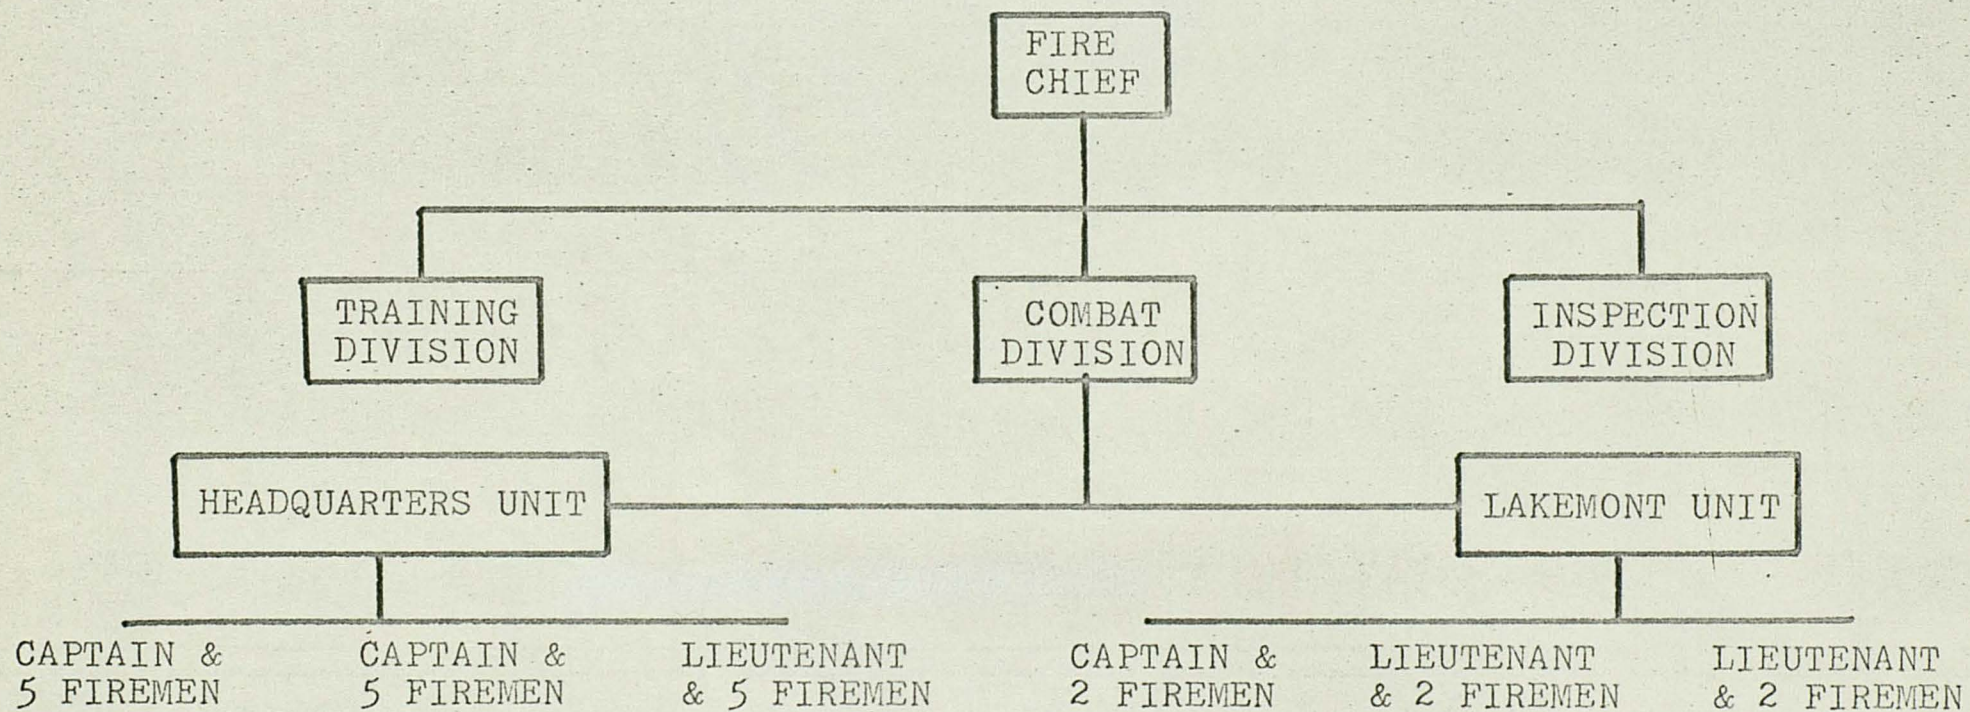 FIRE
CHIEF
TRAINING
DIVISION
COMBAT
DIVISION
INSPECTION
DIVISION
HEADQUARTERS UNIT
LAKEMONT UNIT
CAPTAIN &
5 FIREMEN
CAPTAIN &
5 FIREMEN
LIEUTENANT
& 5 FIREMEN
CAPTAIN &
2 FIREMEN
LIEUTENANT
& 2 FIREMEN
LIEUTENANT
& 2 FIREMEN